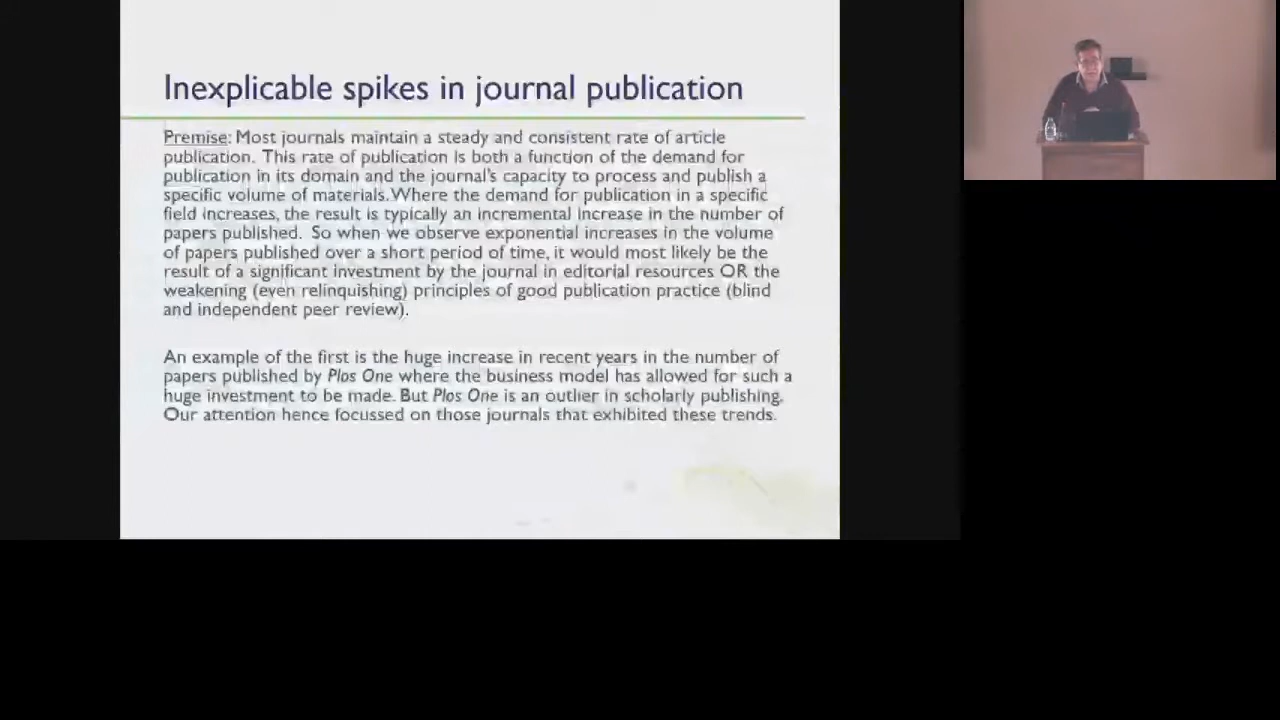 Inexplicable spikes in journal publication
Premise: Most journals maintain a steady and consistent rate of article
publication. This rate of publication is both a function of the demand for
publication in its domain and the journal's capacity to process and publish a
specific volume of materials. Where the demand for publication in a specific
field increases, the result is typically an incremental increase in the number of
papers published. So when we observe exponential increases in the volume
of papers published over a short period of time, it would most likely be the
result of a significant investment by the journal in editorial resources OR the
weakening (even relinquishing) principles of good publication practice (blind
and independent peer review).
An example of the first is the huge increase in recent years in the number of
papers published by Plos One where the business model has allowed for such a
huge investment to be made. But Plos One is an outlier in scholarly publishing.
Our attention hence focussed on those journals that exhibited these trends.